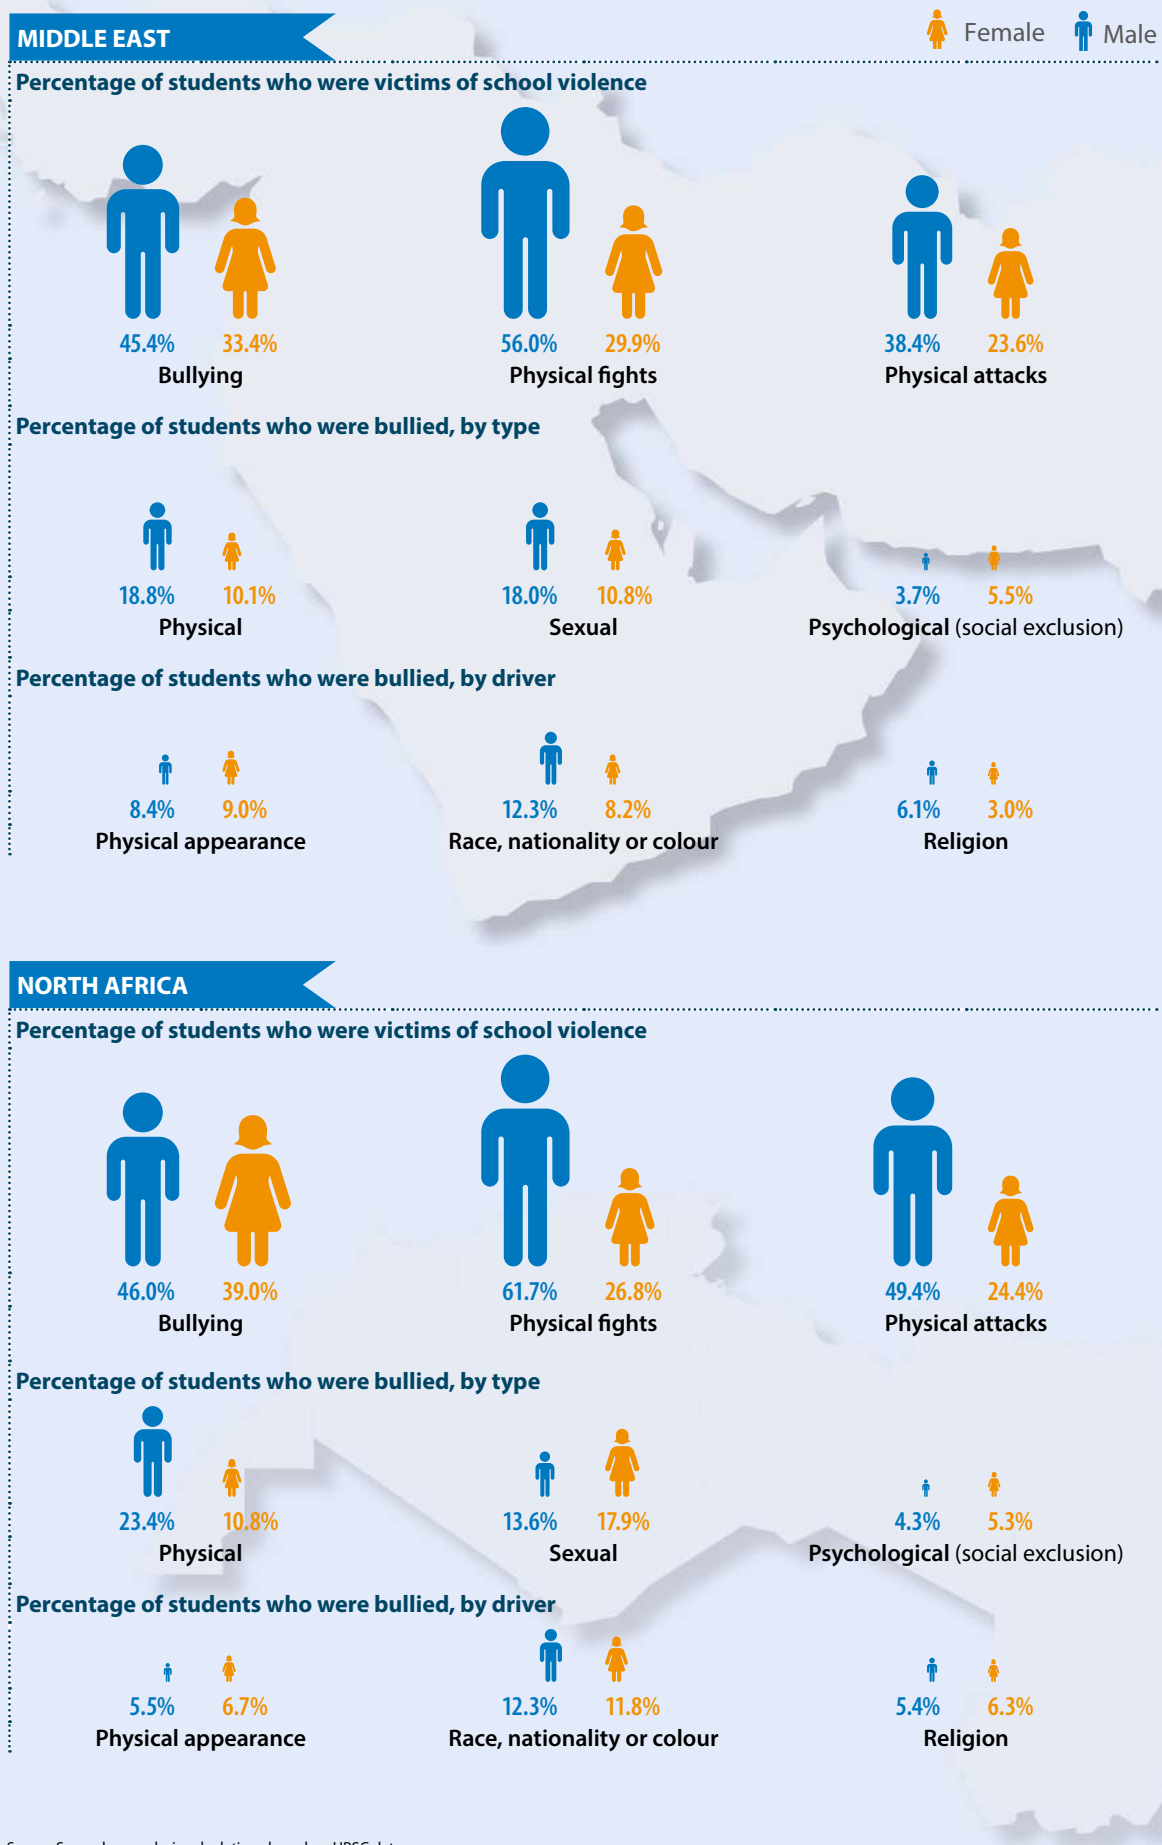 MIDDLE EAST
Female Male
Percentage of students who were victims of school violence
45.4% 33.4% 56.0% 29.9% 38.4% 23.6%
Bullying Physical fights Physical attacks
Percentage of students who were bullied, by type
18.8% 10.1% 18.0% 10.8% 3.7% 5.5%
Physical Sexual Psychological (social exclusion)
Percentage of students who were bullied, by driver
8.4% 9.0% 12.3% 8.2% 6.1% 3.0%
Physical appearance Race, nationality or colour Religion
NORTH AFRICA
Percentage of students who were victims of school violence
46.0% 39.0% 61.7% 26.8% 49.4% 24.4%
Bullying Physical fights Physical attacks
Percentage of students who were bullied, by type
23.4% 10.8% 13.6% 17.9% 4.3% 5.3%
Physical Sexual Psychological (social exclusion)
Percentage of students who were bullied, by driver
5.5% 6.7% 12.3% 11.8% 5.4% 6.3%
Physical appearance Race, nationality or colour Religion